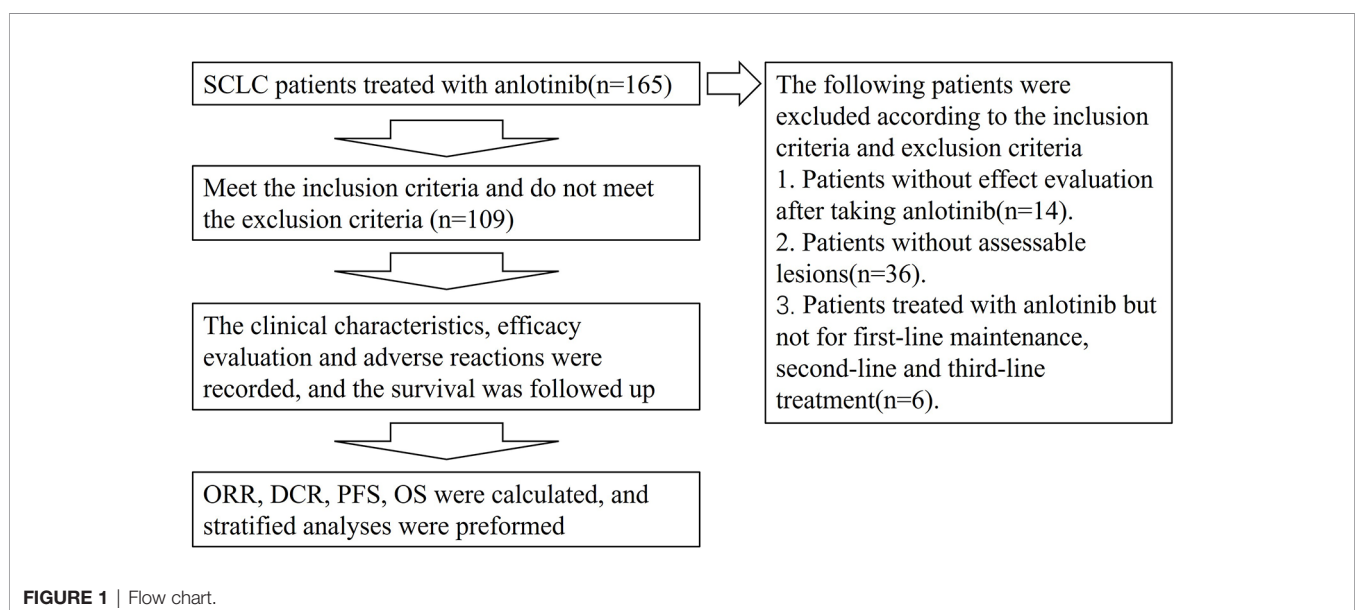 SCLC patients treated with anlotinib(n=165)
Meet the inclusion criteria and do not meet
the exclusion criteria (n=109)
The clinical characteristics, efficacy
evaluation and adverse reactions were
recorded, and the survival was followed up
ORR, DCR, PFS, OS were calculated, and
stratified analyses were preformed
The following patients were
excluded according to the inclusion
criteria and exclusion criteria
1. Patients without effect evaluation
after taking anlotinib(n=14).
2. Patients without assessable
lesions(n=36).
3. Patients treated with anlotinib but
not for first-line maintenance,
second-line and third-line
treatment(n=6).
FIGURE 1 | Flow chart.